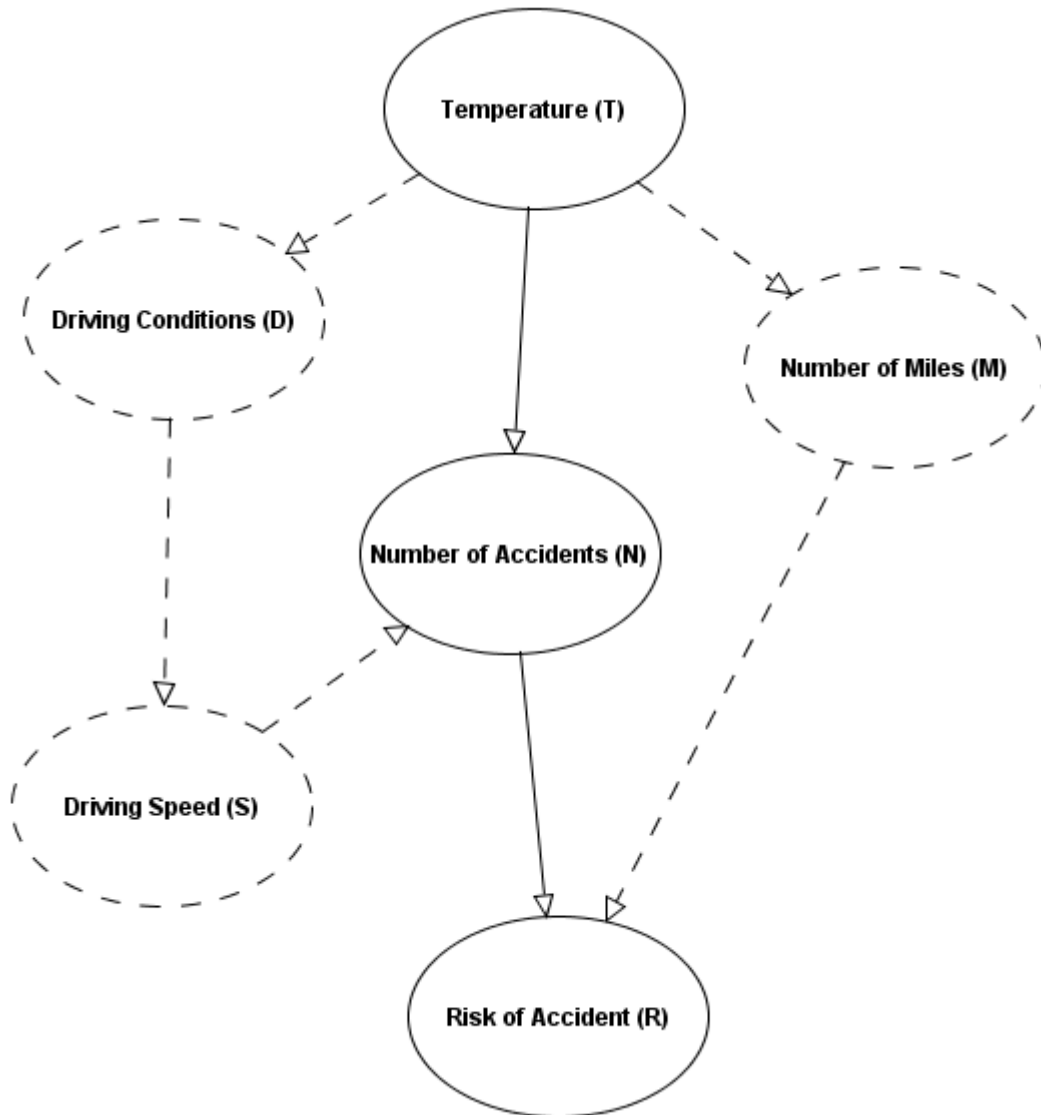 Temperature (T)
Driving Conditions (D)
Number of Miles (M)
Number of Accidents (N)
Driving Speed (S)
Risk of Accident (R)